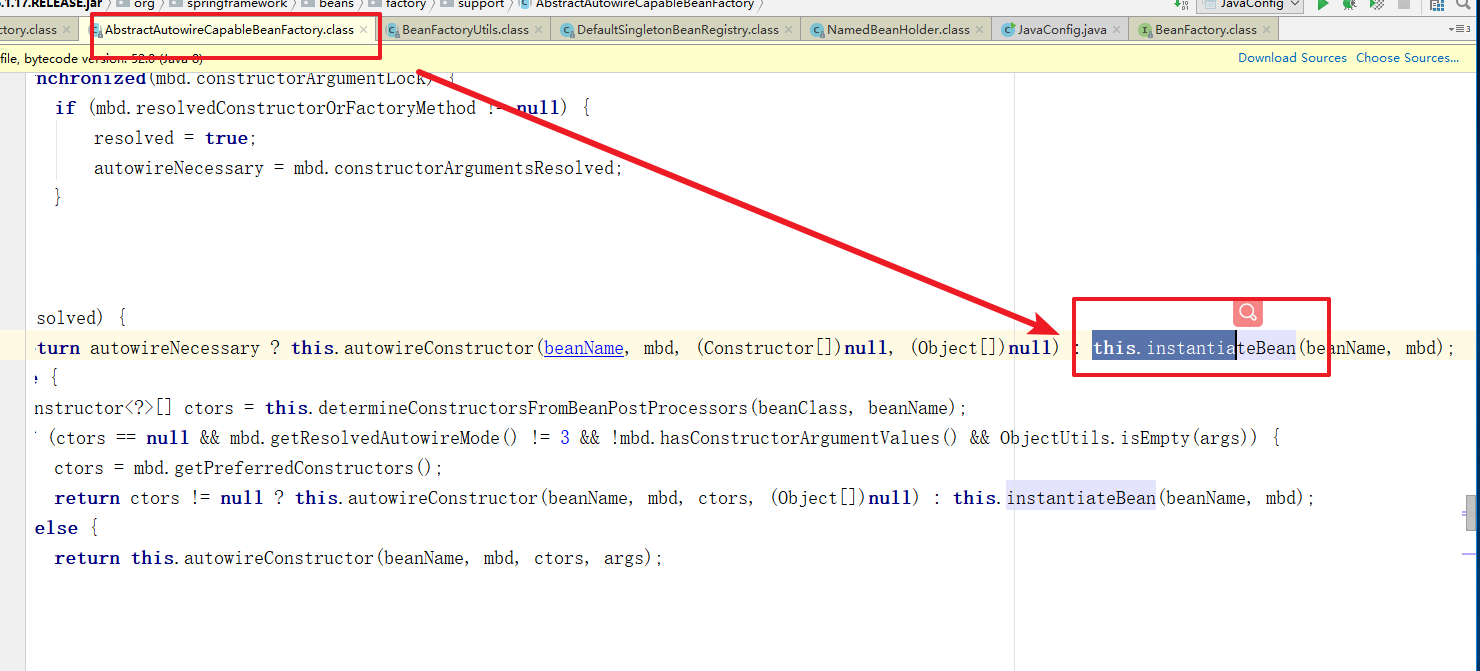 .1.17.RELEASE.jar org springframework beans factory support AbstractAutowireCapableBeanFactory JavaConfig
ctory.class AbstractAutowireCapableBeanFactory.class BeanFactoryUtils.class DefaultSingletonBeanRegistry.class NamedBeanHolder.class JavaConfig.java BeanFactory.class
file, bytecode version: 52.0 (Java 8) Download Sources Choose Sources...
nchronized(mbd.constructorArgumentLock) {
if (mbd.resolvedConstructorOrFactoryMethod != null) {
resolved = true;
autowireNecessary = mbd.constructorArgumentsResolved;
}
solved) {
turn autowireNecessary ? this.autowireConstructor(beanName, mbd, (Constructor[])null, (Object[])null) : this.instantiateBean(beanName, mbd);
{
nstructor<?>[] ctors = this.determineConstructorsFromBeanPostProcessors(beanClass, beanName);
(ctors == null && mbd.getResolvedAutowireMode() != 3 && !mbd.hasConstructorArgumentValues() && ObjectUtils.isEmpty(args)) {
ctors = mbd.getPreferredConstructors();
return ctors != null ? this.autowireConstructor(beanName, mbd, ctors, (Object[])null) : this.instantiateBean(beanName, mbd);
else {
return this.autowireConstructor(beanName, mbd, ctors, args);